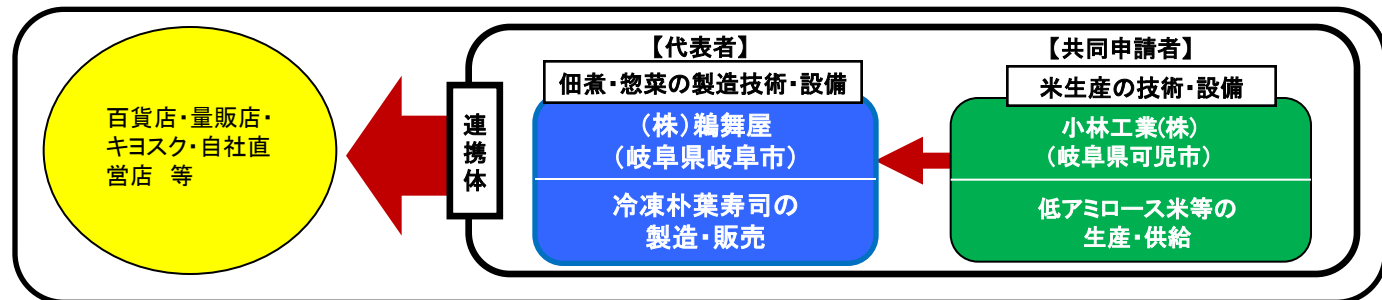 百貨店・量販店・
キヨスク・自社直
営店　等
連携体
【代表者】
佃煮・惣菜の製造技術・設備
（株）鵜舞屋
（岐阜県岐阜市）
冷凍朴葉寿司の
製造・販売
【共同申請者】
米生産の技術・設備
小林工業(株)
（岐阜県可児市）
低アミロース米等の
生産・供給